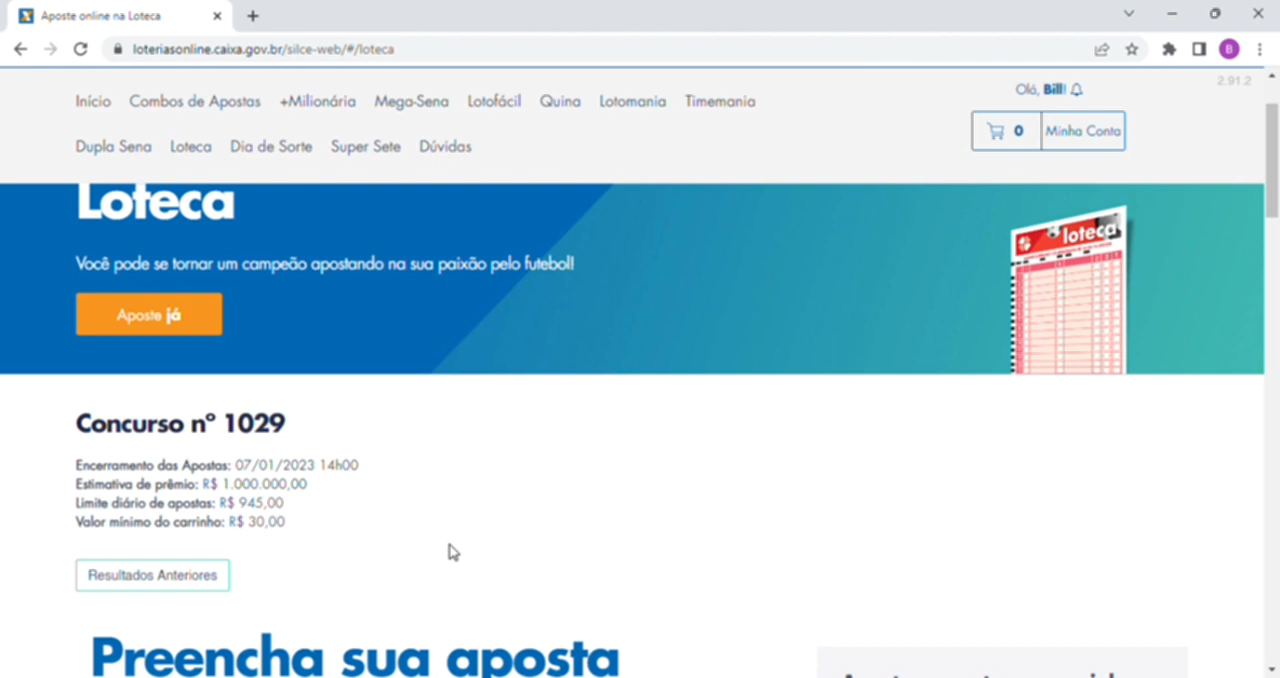 Aposte online na Loteca
loteriasonline.caixa.gov.br/silce-web/#/loteca
B
2.91.2
Início Combos de Apostas +Milionária Mega-Sena Lotofácil Quina Lotomania Timemania
Olá, Bill!
0 Minha Conta
Dupla Sena Loteca Dia de Sorte Super Sete Dúvidas
Loteca
loteca
Você pode se tornar um campeão apostando na sua paixão pelo futebol!
Aposte já
Concurso nº 1029
Encerramento das Apostas: 07/01/2023 14h00
Estimativa de prêmio: R$ 1.000.000,00
Limite diário de apostas: R$ 945,00
Valor mínimo do carrinho: R$ 30,00
Resultados Anteriores
Preencha sua aposta